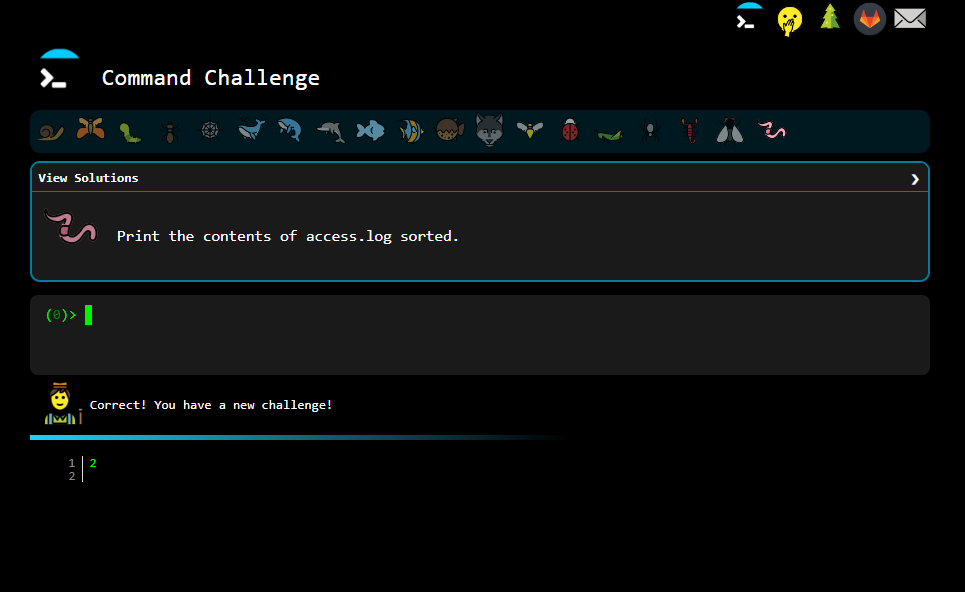 Command Challenge
View Solutions
Print the contents of access.log sorted.
(0)>
Correct! You have a new challenge!
1 2
2